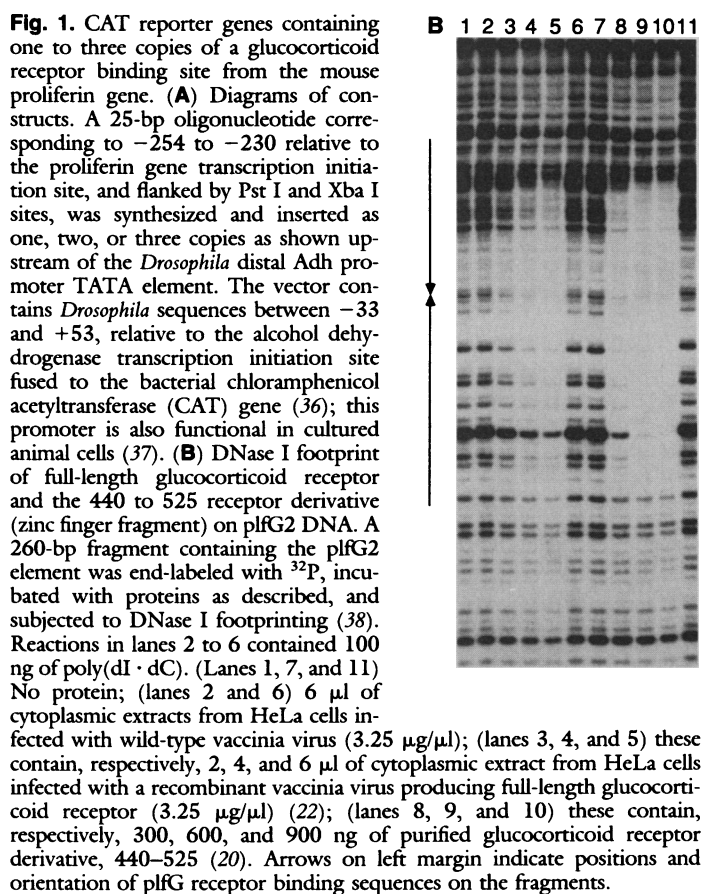 Fig. 1. CAT reporter genes containing
one to three copies of a glucocorticoid
receptor binding site from the mouse
proliferin gene. (A) Diagrams of con-
structs. A 25-bp oligonucleotide corre-
sponding to −254 to −230 relative to
the proliferin gene transcription initia-
tion site, and flanked by Pst I and Xba I
sites, was synthesized and inserted as
one, two, or three copies as shown up-
stream of the Drosophila distal Adh pro-
moter TATA element. The vector con-
tains Drosophila sequences between −33
and +53, relative to the alcohol dehy-
drogenase transcription initiation site
fused to the bacterial chloramphenicol
acetyltransferase (CAT) gene (36); this
promoter is also functional in cultured
animal cells (37). (B) DNase I footprint
of full-length glucocorticoid receptor
and the 440 to 525 receptor derivative
(zinc finger fragment) on plfG2 DNA. A
260-bp fragment containing the plfG2
element was end-labeled with ³²P, incu-
bated with proteins as described, and
subjected to DNase I footprinting (38).
Reactions in lanes 2 to 6 contained 100
ng of poly(dI · dC). (Lanes 1, 7, and 11)
No protein; (lanes 2 and 6) 6 μl of
cytoplasmic extracts from HeLa cells in-
fected with wild-type vaccinia virus (3.25 μg/μl); (lanes 3, 4, and 5) these
contain, respectively, 2, 4, and 6 μl of cytoplasmic extract from HeLa cells
infected with a recombinant vaccinia virus producing full-length glucocorti-
coid receptor (3.25 μg/μl) (22); (lanes 8, 9, and 10) these contain,
respectively, 300, 600, and 900 ng of purified glucocorticoid receptor
derivative, 440–525 (20). Arrows on left margin indicate positions and
orientation of plfG receptor binding sequences on the fragments.
B 1 2 3 4 5 6 7 8 9 10 11